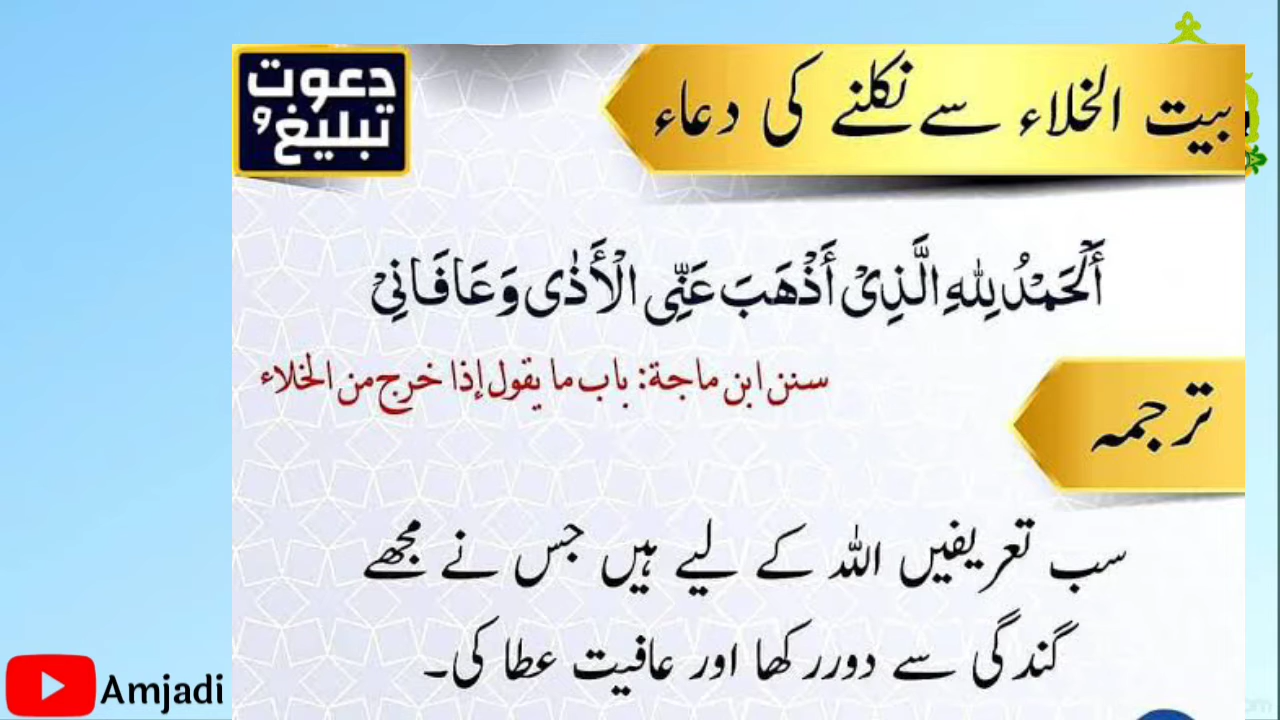 بیت الخلاء سے نکلنے کی دعاء
دعوت و تبلیغ
أَلْحَمْدُ لِلّٰهِ الَّذِیْ أَذْهَبَ عَنِّی الْأَذٰی وَعَافَانِیْ
سنن ابن ماجة: باب ما یقول إذا خرج من الخلاء
ترجمہ
سب تعریفیں اللہ کے لیے ہیں جس نے مجھے
گندگی سے دور رکھا اور عافیت عطا کی۔
Amjadi